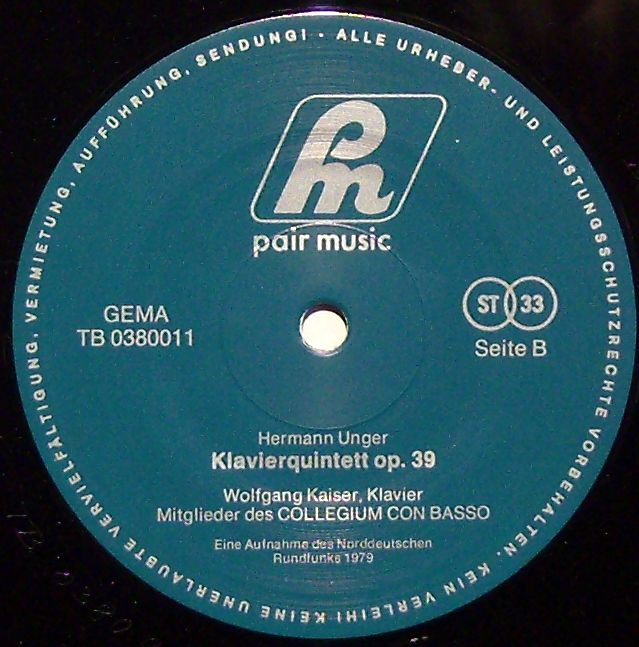 ALLE URHEBER- UND LEISTUNGSSCHUTZRECHTE VORBEHALTEN. KEIN VERLEIH! KEINE UNERLAUBTE VERVIELFÄLTIGUNG, VERMIETUNG, AUFFÜHRUNG, SENDUNG! ·
pm
pair music
GEMA
TB 0380011
ST 33
Seite B
Hermann Unger
Klavierquintett op. 39
Wolfgang Kaiser, Klavier
Mitglieder des COLLEGIUM CON BASSO
Eine Aufnahme des Norddeutschen
Rundfunks 1979